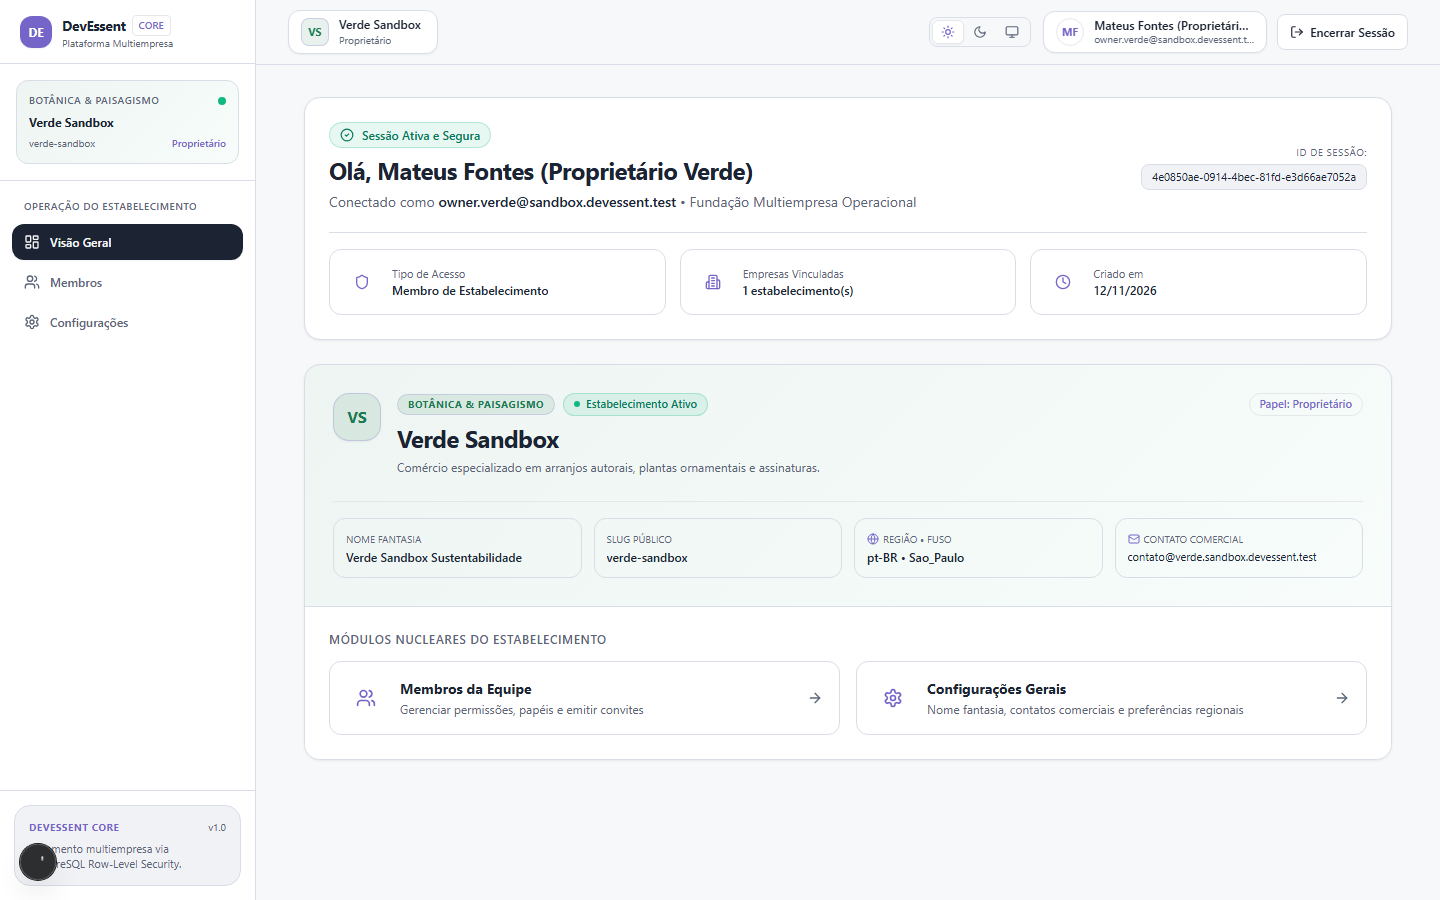 DE
DevEssent CORE
Plataforma Multiempresa
BOTÂNICA & PAISAGISMO
Verde Sandbox
verde-sandbox Proprietário
OPERAÇÃO DO ESTABELECIMENTO
Visão Geral
Membros
Configurações
DEVESSENT CORE v1.0
multiempresa via
Row-Level Security.
VS
Verde Sandbox
Proprietário
MF
Mateus Fontes (Proprietári...
owner.verde@sandbox.devessent.t...
Encerrar Sessão
Sessão Ativa e Segura
Olá, Mateus Fontes (Proprietário Verde)
Conectado como owner.verde@sandbox.devessent.test • Fundação Multiempresa Operacional
ID DE SESSÃO:
4e0850ae-0914-4bec-81fd-e3d66ae7052a
Tipo de Acesso
Membro de Estabelecimento
Empresas Vinculadas
1 estabelecimento(s)
Criado em
12/11/2026
VS
BOTÂNICA & PAISAGISMO
Estabelecimento Ativo
Papel: Proprietário
Verde Sandbox
Comércio especializado em arranjos autorais, plantas ornamentais e assinaturas.
NOME FANTASIA
Verde Sandbox Sustentabilidade
SLUG PÚBLICO
verde-sandbox
REGIÃO • FUSO
pt-BR • Sao_Paulo
CONTATO COMERCIAL
contato@verde.sandbox.devessent.test
MÓDULOS NUCLEARES DO ESTABELECIMENTO
Membros da Equipe
Gerenciar permissões, papéis e emitir convites
Configurações Gerais
Nome fantasia, contatos comerciais e preferências regionais